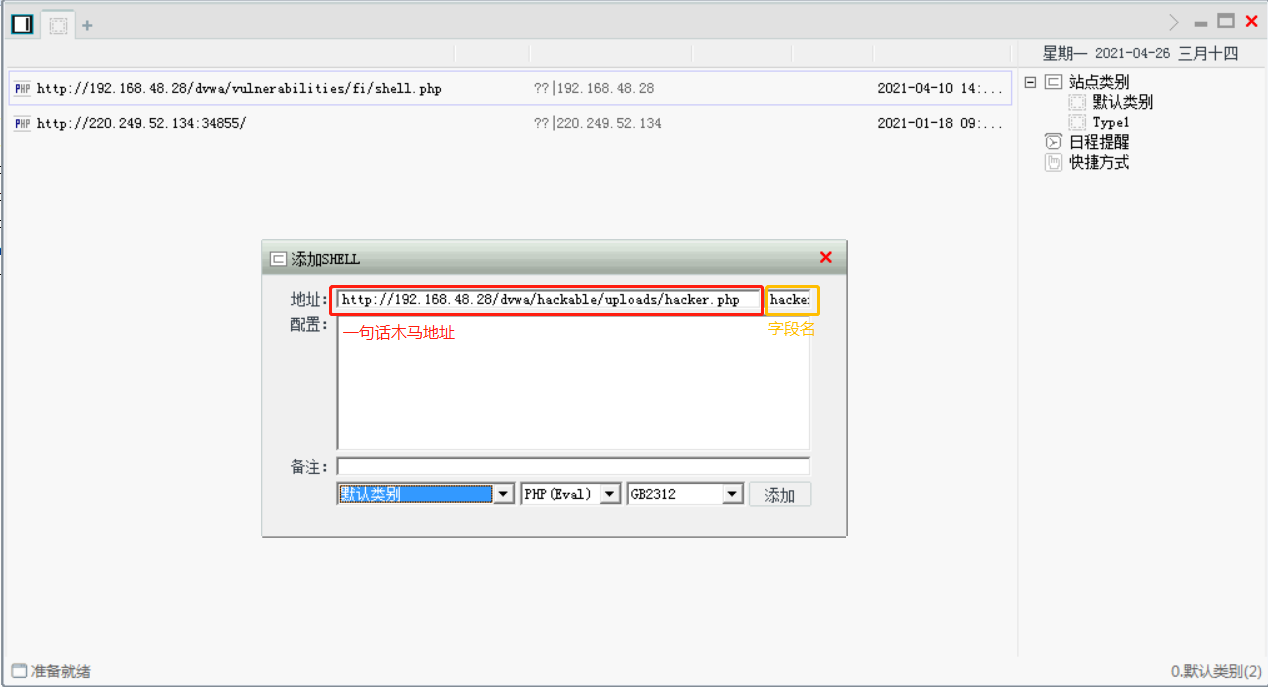 星期一 2021-04-26 三月十四
PHP http://192.168.48.28/dvwa/vulnerabilities/fi/shell.php ??|192.168.48.28 2021-04-10 14:...
PHP http://220.249.52.134:34855/ ??|220.249.52.134 2021-01-18 09:...
站点类别
默认类别
Type1
日程提醒
快捷方式
添加SHELL
地址: http://192.168.48.28/dvwa/hackable/uploads/hacker.php
配置: 一句话木马地址 字段名
备注:
默认类别 PHP(Eval) GB2312 添加
准备就绪 0.默认类别(2)